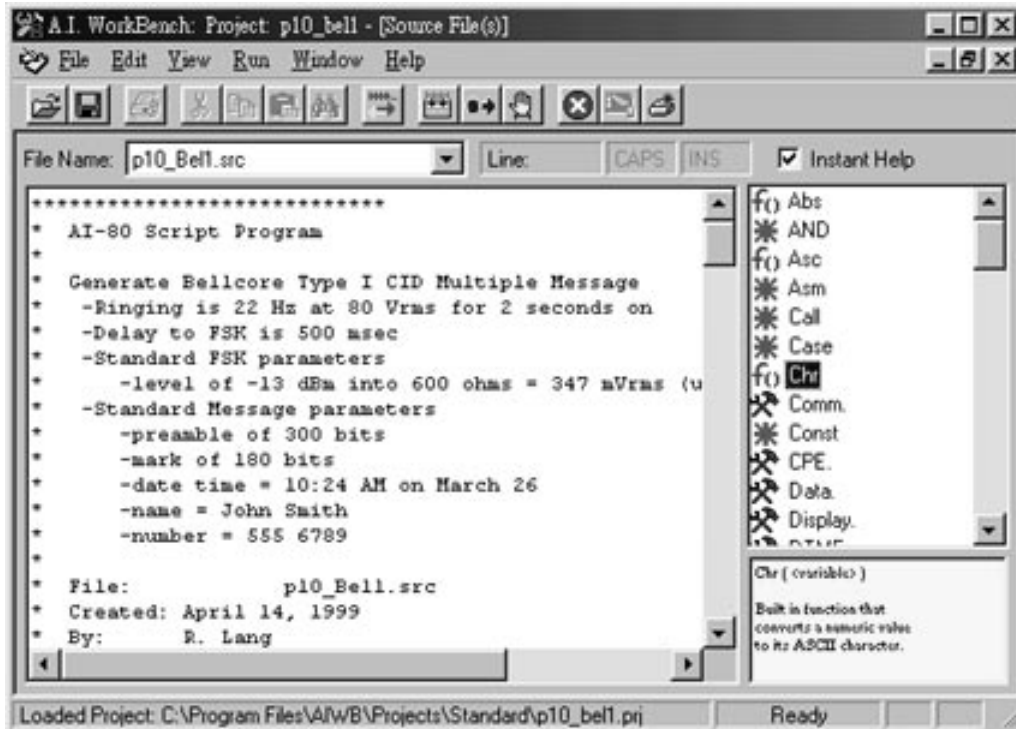 A.I. WorkBench: Project: p10_bel1 - [Source File(s)]
File Edit View Run Window Help
File Name: p10_Bel1.src Line: CAPS INS Instant Help
*****************************
* AI-80 Script Program
*
* Generate Bellcore Type I CID Multiple Message
* -Ringing is 22 Hz at 80 Vrms for 2 seconds on
* -Delay to FSK is 500 msec
* -Standard FSK parameters
* -level of -13 dBm into 600 ohms = 347 mVrms (u
* -Standard Message parameters
* -preamble of 300 bits
* -mark of 180 bits
* -date time = 10:24 AM on March 26
* -name = John Smith
* -number = 555 6789
*
* File: p10_Bell.src
* Created: April 14, 1999
* By: R. Lang
f() Abs
AND
f() Asc
Asm
Call
Case
f() Chr
Comm.
Const
CPE.
Data.
Display.
Chr ( <variable> )
Built in function that
converts a numeric value
to its ASCII character.
Loaded Project: C:\Program Files\AIWB\Projects\Standard\p10_bel1.prj Ready